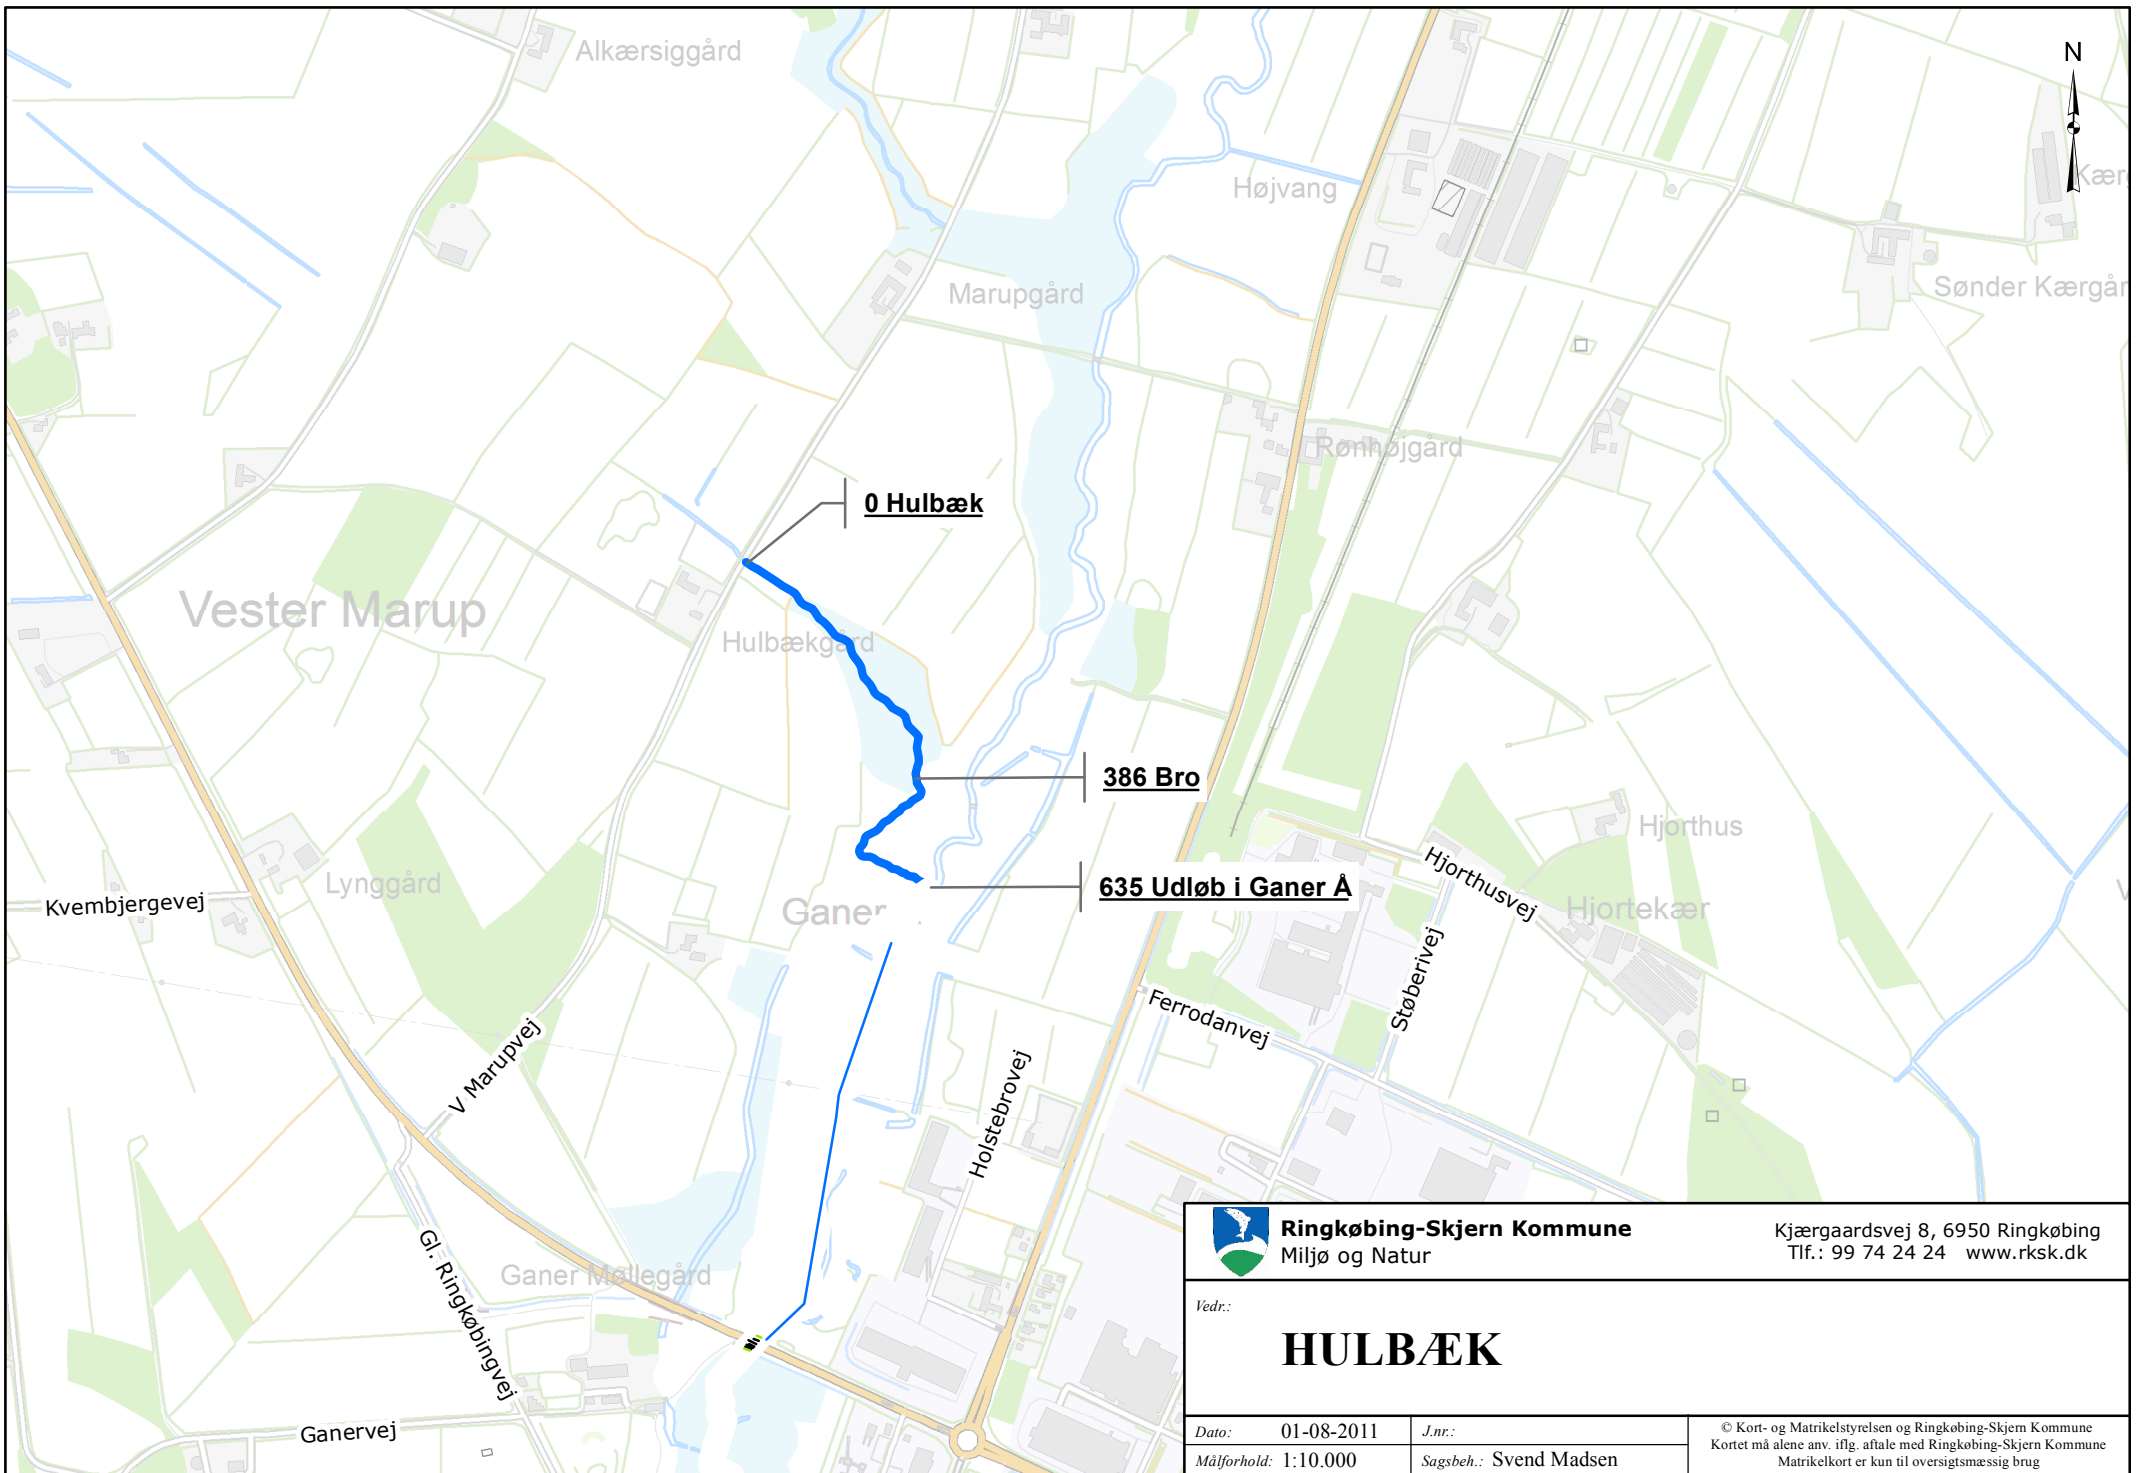 Alkærsiggård
N
Højvang
Kær
Marupgård
Sønder Kærgår
Rønhøjgård
0 Hulbæk
Vester Marup
Hulbækgård
386 Bro
Hjorthus
Lynggård
Hjorthusvej
635 Udløb i Ganer Å
Kvembjergevej
Ganer
Hjortekær
Støberivej
Ferrodanvej
V Marupvej
Holstebrovej
Gl. Ringkøbingvej
Ganer Møllegård
Ganervej
Ringkøbing-Skjern Kommune
Miljø og Natur
Kjærgaardsvej 8, 6950 Ringkøbing
Tlf.: 99 74 24 24 www.rksk.dk
Vedr.:
HULBÆK
Dato: 01-08-2011
J.nr.:
Målforhold: 1:10.000
Sagsbeh.: Svend Madsen
© Kort- og Matrikelstyrelsen og Ringkøbing-Skjern Kommune
Kortet må alene anv. iflg. aftale med Ringkøbing-Skjern Kommune
Matrikelkort er kun til oversigtsmæssig brug